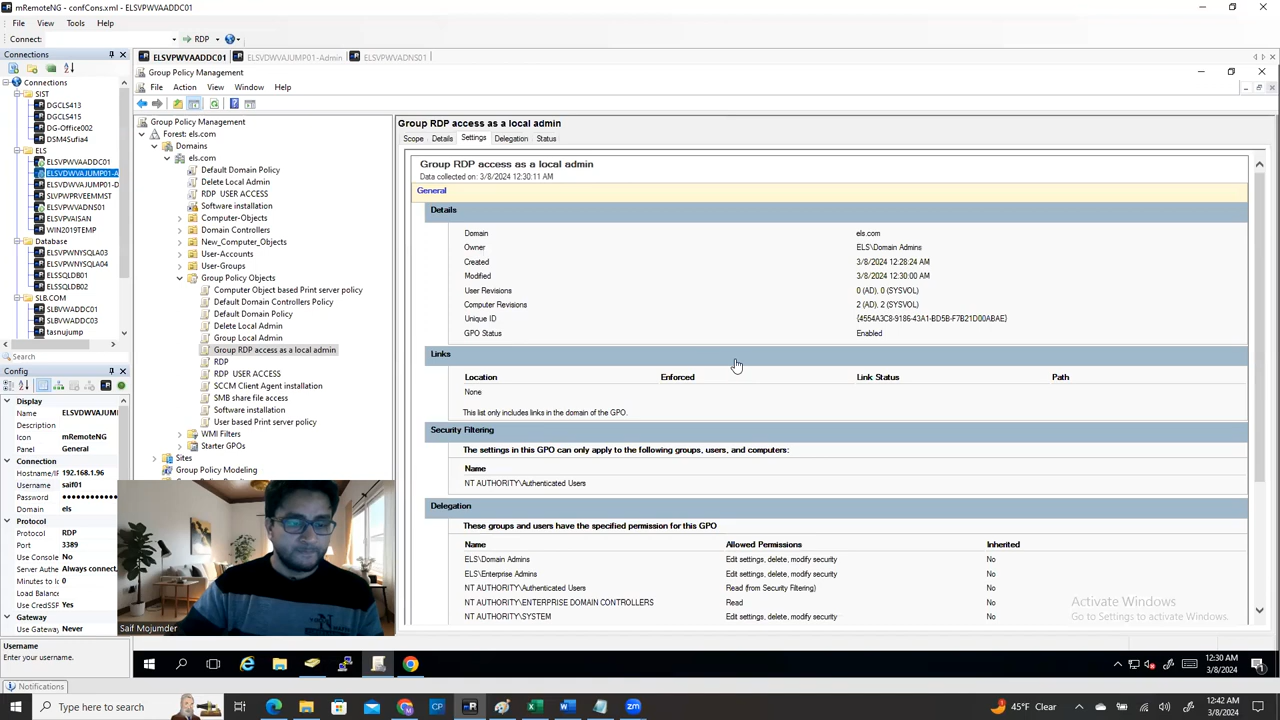 mRemoteNG - confCons.xml - ELSVPWVAADDC01
File View Tools Help
Connect: RDP
Connections
Connections
SIST
DGCLS413
DGCLS415
DG-Office002
DSM4Sufia4
ELS
ELSVPWVAADDC01
ELSVDWVAJUMP01-A
ELSVDWVAJUMP01-D
SLVPWPRVEEMMST
ELSVPWVADNS01
ELSVPVAISAN
WIN2019TEMP
Database
ELSVPWNYSQLA03
ELSVPWNYSQLA04
ELSSQLDB01
ELSSQLDB02
SLB.COM
SLBVWADDC01
SLBVWADDC03
tasnujump
Search
Config
Display
Name ELSVDWVAJUMI
Description
Icon mRemoteNG
Panel General
Connection
Hostname/IP 192.168.1.96
Username saif01
Password ••••••••••••
Domain els
Protocol
Protocol RDP
Port 3389
Use Console No
Server Authe Always connect,
Minutes to Id 0
Load Balance
Use CredSSP Yes
Gateway
Use Gateway Never
Username
Enter your username.
Notifications
ELSVPWVAADDC01 ELSVDWVAJUMP01-Admin ELSVPWVADNS01
Group Policy Management
File Action View Window Help
Group Policy Management
Forest: els.com
Domains
els.com
Default Domain Policy
Delete Local Admin
RDP USER ACCESS
Software installation
Computer-Objects
Domain Controllers
New_Computer_Objects
User-Accounts
User-Groups
Group Policy Objects
Computer Object based Print server policy
Default Domain Controllers Policy
Default Domain Policy
Delete Local Admin
Group Local Admin
Group RDP access as a local admin
RDP
RDP USER ACCESS
SCCM Client Agent installation
SMB share file access
Software installation
User based Print server policy
WMI Filters
Starter GPOs
Sites
Group Policy Modeling
Saif Mojumder
Group RDP access as a local admin
Scope Details Settings Delegation Status
Group RDP access as a local admin
Data collected on: 3/8/2024 12:30:11 AM
General
Details
Domain els.com
Owner ELS\Domain Admins
Created 3/8/2024 12:28:24 AM
Modified 3/8/2024 12:30:00 AM
User Revisions 0 (AD), 0 (SYSVOL)
Computer Revisions 2 (AD), 2 (SYSVOL)
Unique ID {4554A3C8-9186-43A1-BD5B-F7B21D00ABAE}
GPO Status Enabled
Links
Location Enforced Link Status Path
None
This list only includes links in the domain of the GPO.
Security Filtering
The settings in this GPO can only apply to the following groups, users, and computers:
Name
NT AUTHORITY\Authenticated Users
Delegation
These groups and users have the specified permission for this GPO
Name Allowed Permissions Inherited
ELS\Domain Admins Edit settings, delete, modify security No
ELS\Enterprise Admins Edit settings, delete, modify security No
NT AUTHORITY\Authenticated Users Read (from Security Filtering) No
NT AUTHORITY\ENTERPRISE DOMAIN CONTROLLERS Read No
NT AUTHORITY\SYSTEM Edit settings, delete, modify security No
Activate Windows
Go to Settings to activate Windows.
12:30 AM
3/8/2024
Type here to search
45°F Clear
12:42 AM
3/8/2024